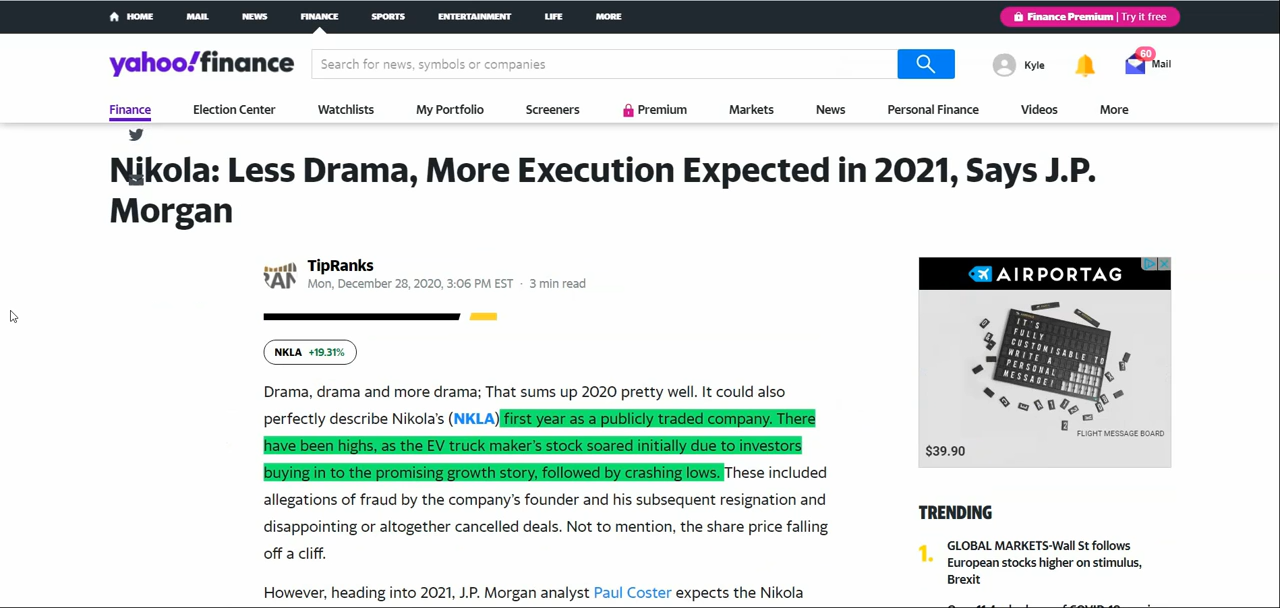 HOME MAIL NEWS FINANCE SPORTS ENTERTAINMENT LIFE MORE Finance Premium | Try it free
yahoo!finance Search for news, symbols or companies Kyle 60 Mail
Finance Election Center Watchlists My Portfolio Screeners Premium Markets News Personal Finance Videos More
Nikola: Less Drama, More Execution Expected in 2021, Says J.P.
Morgan
TipRanks
Mon, December 28, 2020, 3:06 PM EST · 3 min read
NKLA +19.31%
Drama, drama and more drama; That sums up 2020 pretty well. It could also
perfectly describe Nikola's (NKLA) first year as a publicly traded company. There
have been highs, as the EV truck maker's stock soared initially due to investors
buying in to the promising growth story, followed by crashing lows. These included
allegations of fraud by the company's founder and his subsequent resignation and
disappointing or altogether cancelled deals. Not to mention, the share price falling
off a cliff.
However, heading into 2021, J.P. Morgan analyst Paul Coster expects the Nikola
AIRPORTAG
IT'S
FULLY
CUSTOMISABLE TO
WRITE A
PERSONAL
MESSAGE!
FLIGHT MESSAGE BOARD
$39.90
TRENDING
1. GLOBAL MARKETS-Wall St follows
European stocks higher on stimulus,
Brexit